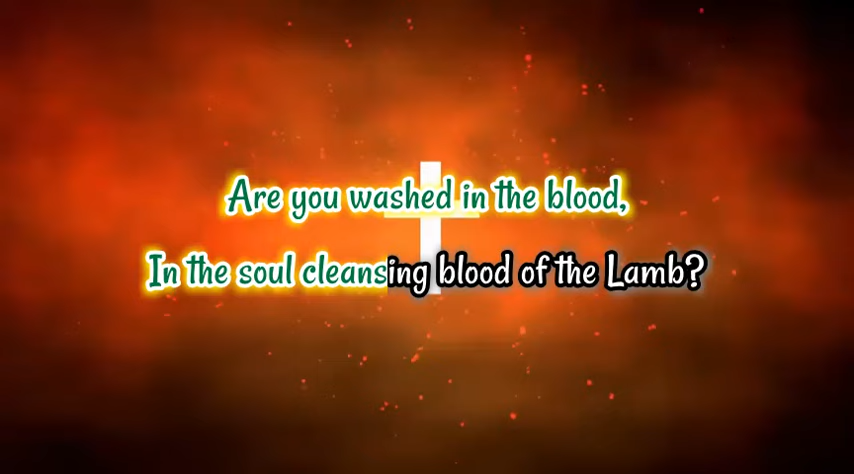 Are you washed in the blood,
In the soul cleansing blood of the Lamb?